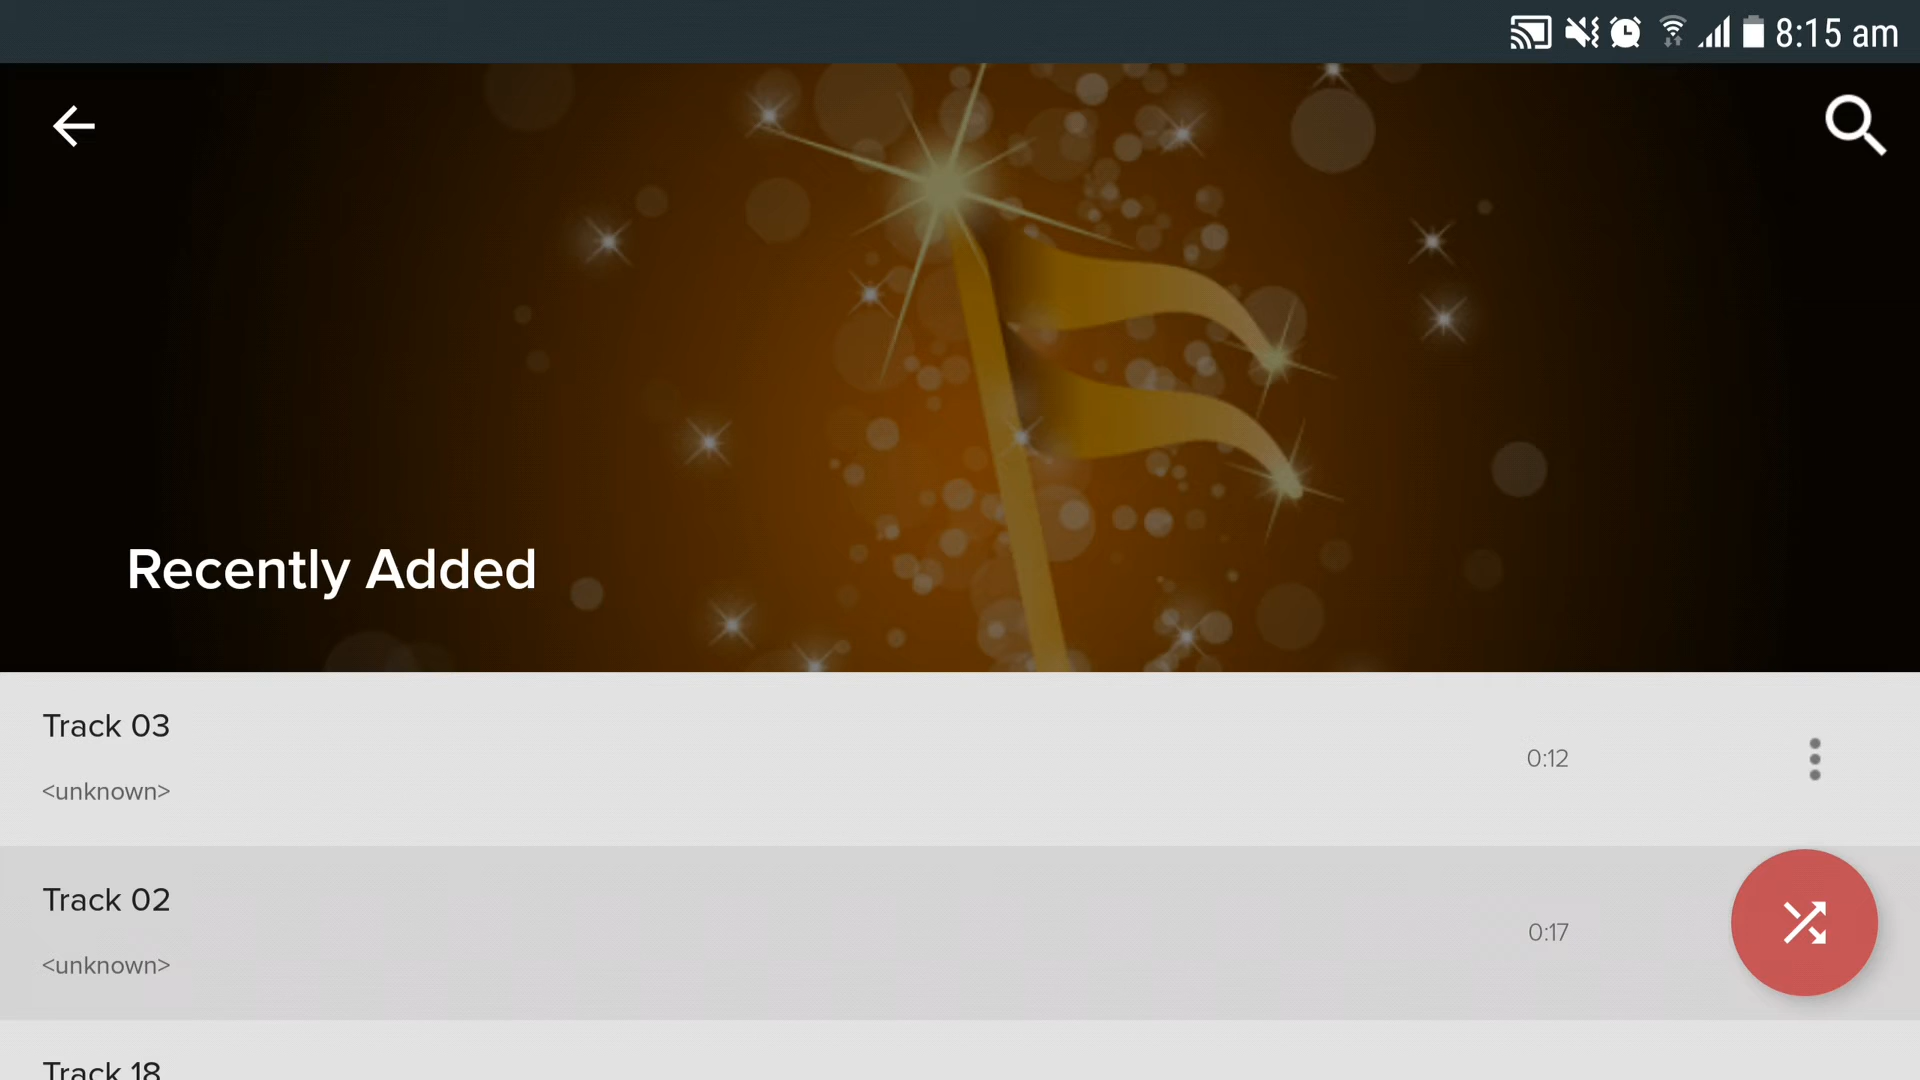 8:15 am
Recently Added
Track 03
0:12
<unknown>
Track 02
0:17
<unknown>
Track 18